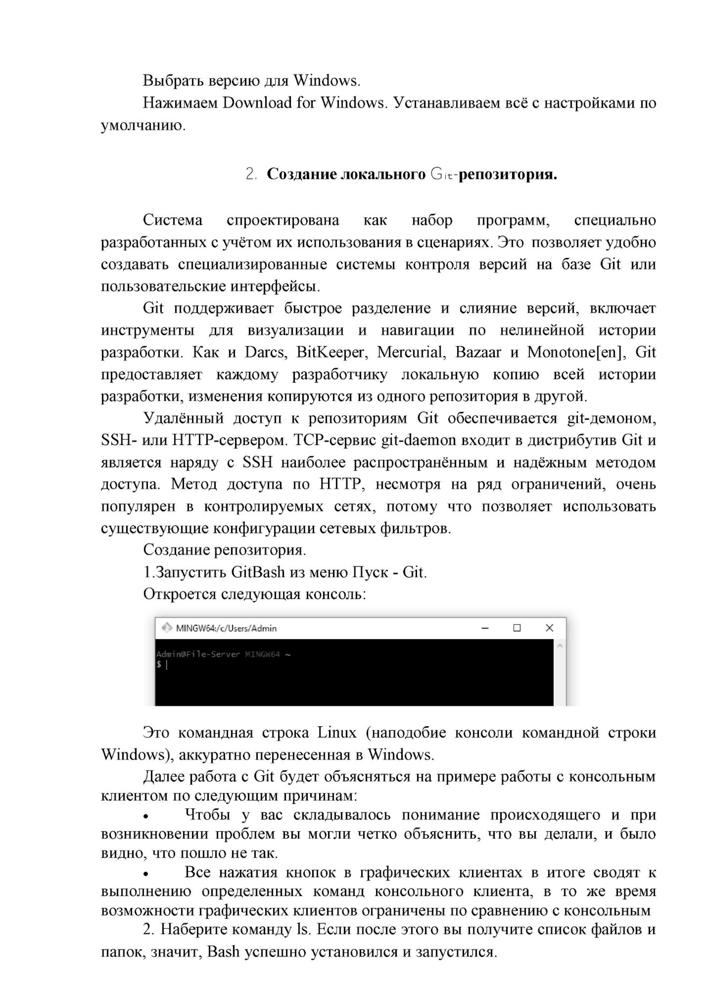 Выбрать версию для Windows.
Нажимаем Download for Windows. Устанавливаем всё с настройками по
умолчанию.
2. Создание локального Git-репозитория.
Система спроектирована как набор программ, специально
разработанных с учётом их использования в сценариях. Это позволяет удобно
создавать специализированные системы контроля версий на базе Git или
пользовательские интерфейсы.
Git поддерживает быстрое разделение и слияние версий, включает
инструменты для визуализации и навигации по нелинейной истории
разработки. Как и Darcs, BitKeeper, Mercurial, Bazaar и Monotone[en], Git
предоставляет каждому разработчику локальную копию всей истории
разработки, изменения копируются из одного репозитория в другой.
Удалённый доступ к репозиториям Git обеспечивается git-демоном,
SSH- или HTTP-сервером. TCP-сервис git-daemon входит в дистрибутив Git и
является наряду с SSH наиболее распространённым и надёжным методом
доступа. Метод доступа по HTTP, несмотря на ряд ограничений, очень
популярен в контролируемых сетях, потому что позволяет использовать
существующие конфигурации сетевых фильтров.
Создание репозитория.
1.Запустить GitBash из меню Пуск - Git.
Откроется следующая консоль:
MINGW64:/c/Users/Admin
Admin@File-Server MINGW64 ~
$
Это командная строка Linux (наподобие консоли командной строки
Windows), аккуратно перенесенная в Windows.
Далее работа с Git будет объясняться на примере работы с консольным
клиентом по следующим причинам:
• Чтобы у вас складывалось понимание происходящего и при
возникновении проблем вы могли четко объяснить, что вы делали, и было
видно, что пошло не так.
• Все нажатия кнопок в графических клиентах в итоге сводят к
выполнению определенных команд консольного клиента, в то же время
возможности графических клиентов ограничены по сравнению с консольным
2. Наберите команду ls. Если после этого вы получите список файлов и
папок, значит, Bash успешно установился и запустился.